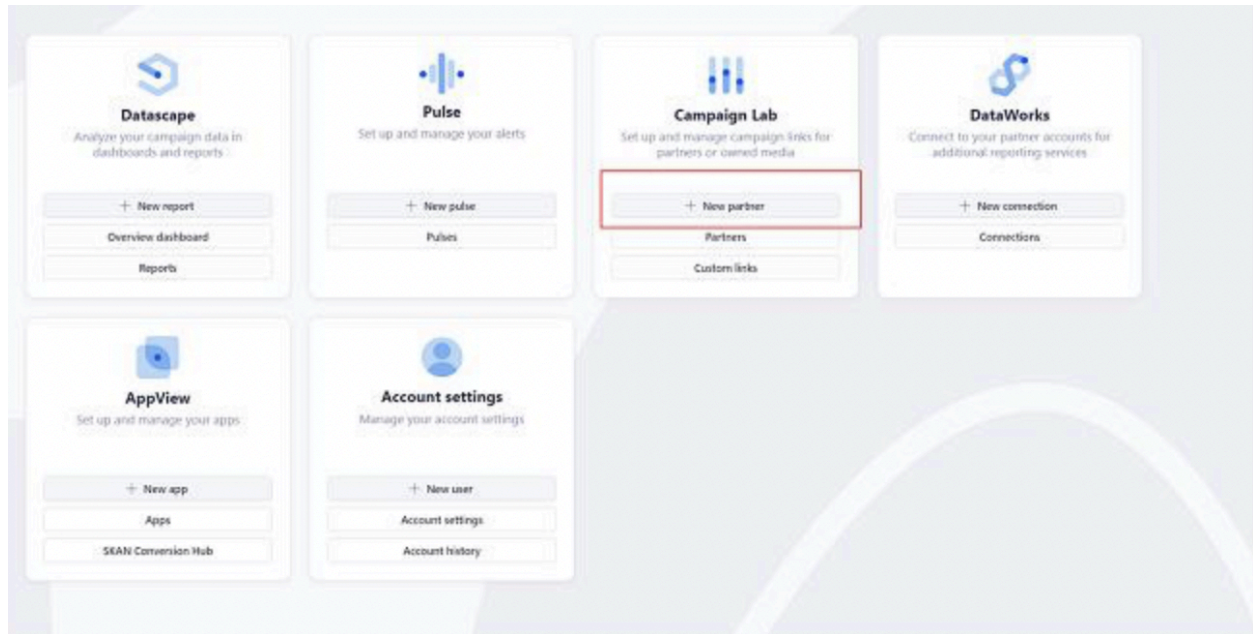 Datascape
Analyze your campaign data in
dashboards and reports
+ New report
Overview dashboard
Reports
Pulse
Set up and manage your alerts
+ New pulse
Pulses
Campaign Lab
Set up and manage campaign links for
partners or owned media
+ New partner
Partners
Custom links
DataWorks
Connect to your partner accounts for
additional reporting services
+ New connection
Connections
AppView
Set up and manage your apps
+ New app
Apps
SKAN Conversion Hub
Account settings
Manage your account settings
+ New user
Account settings
Account history